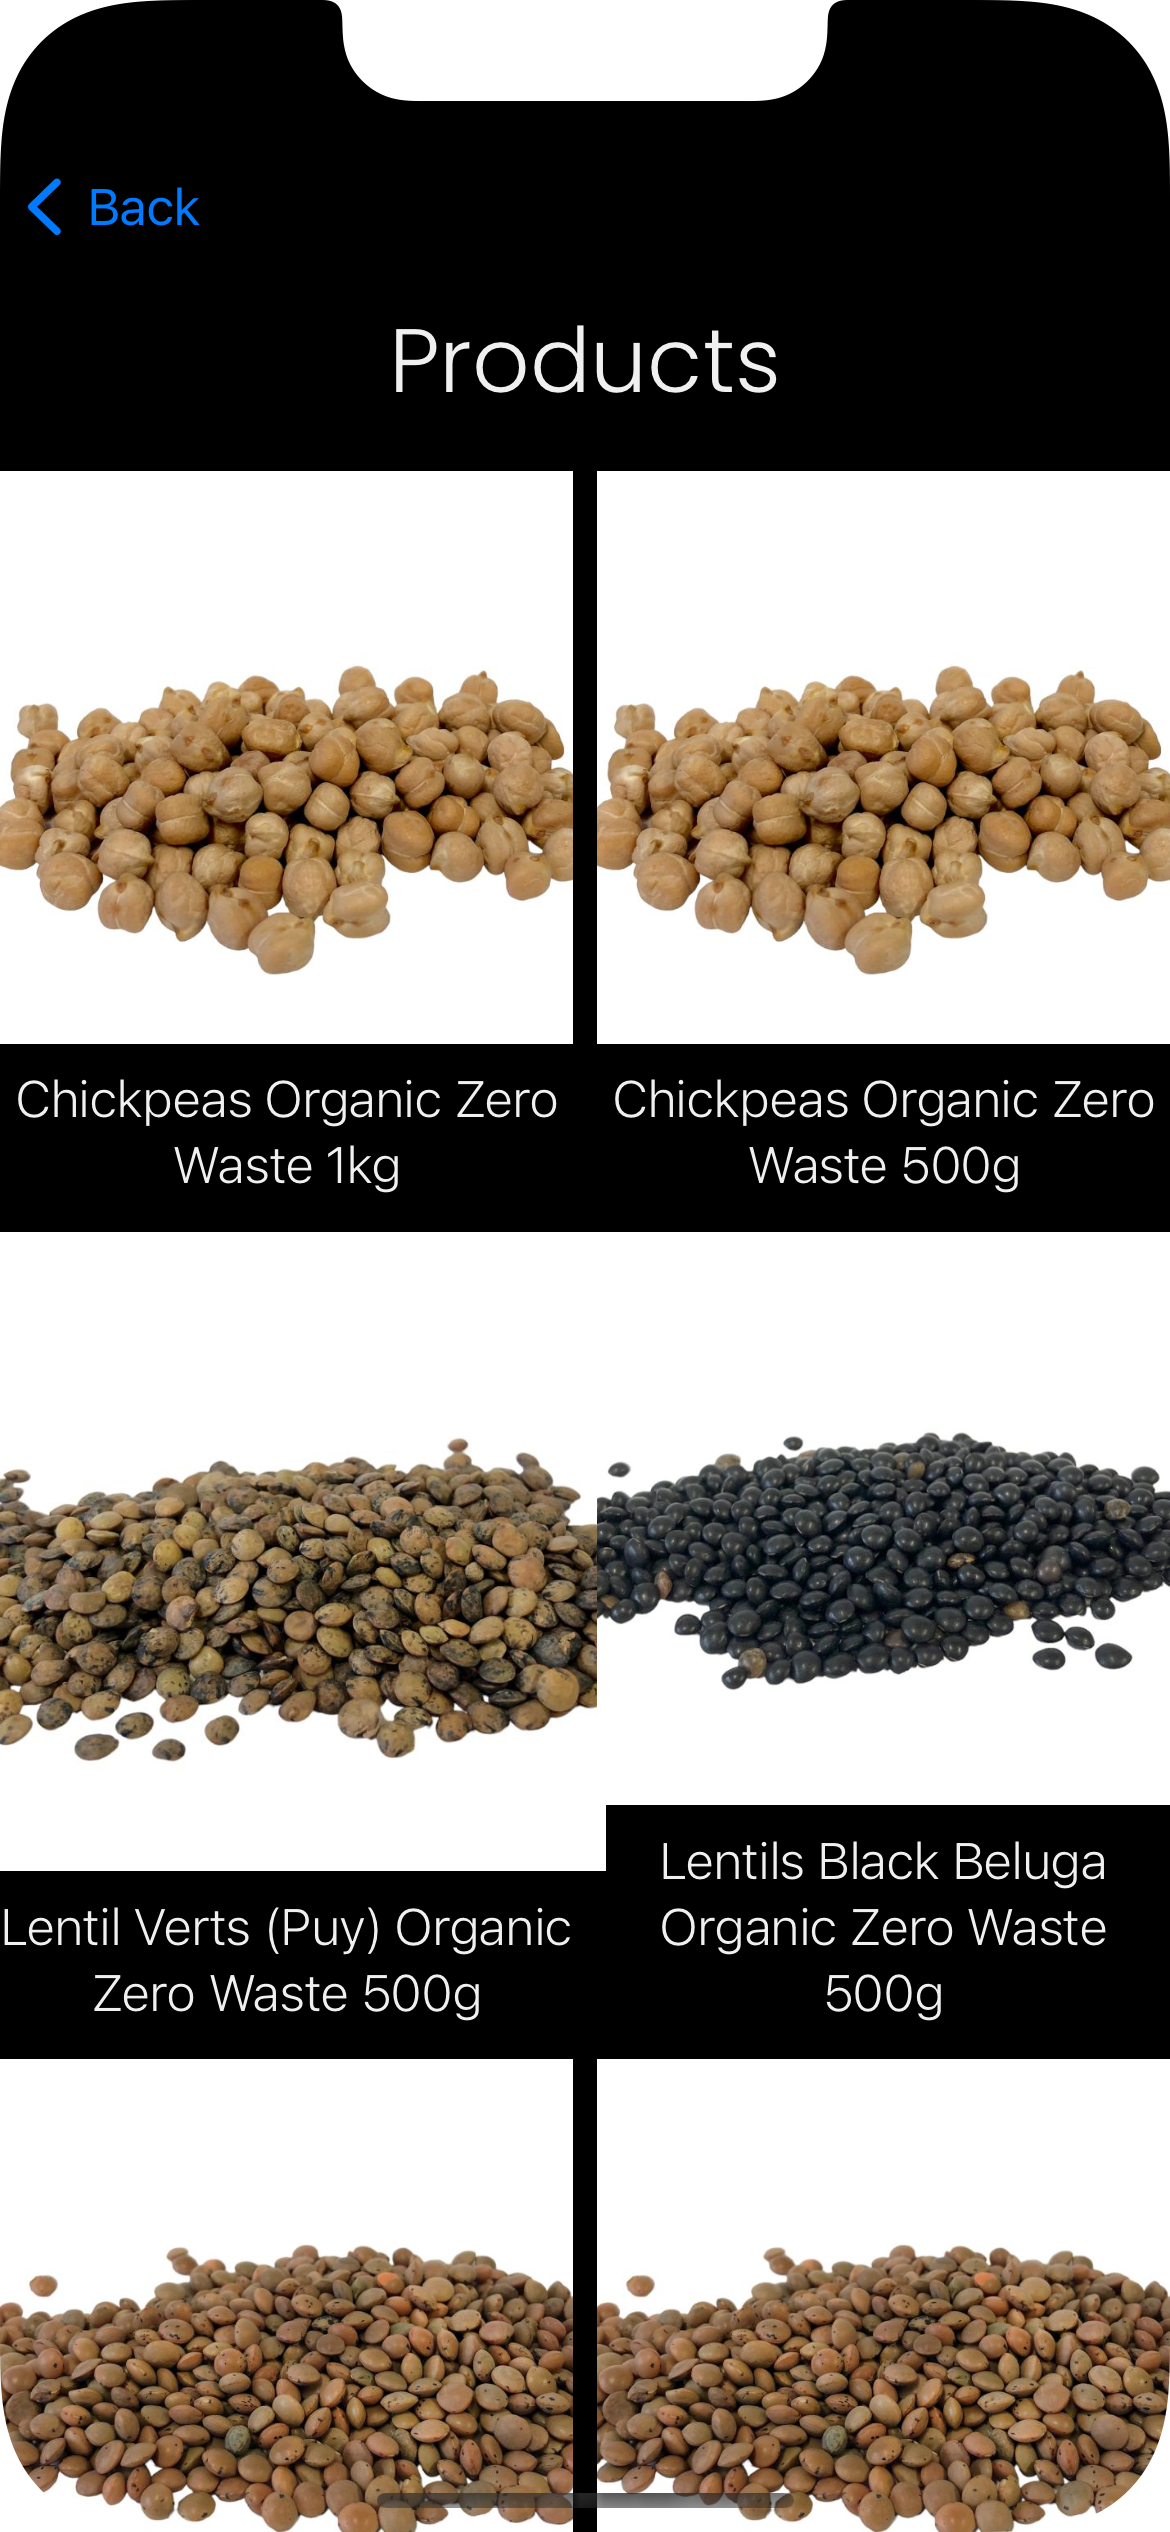 Back
Products
Chickpeas Organic Zero
Waste 1kg
Chickpeas Organic Zero
Waste 500g
Lentil Verts (Puy) Organic
Zero Waste 500g
Lentils Black Beluga
Organic Zero Waste
500g